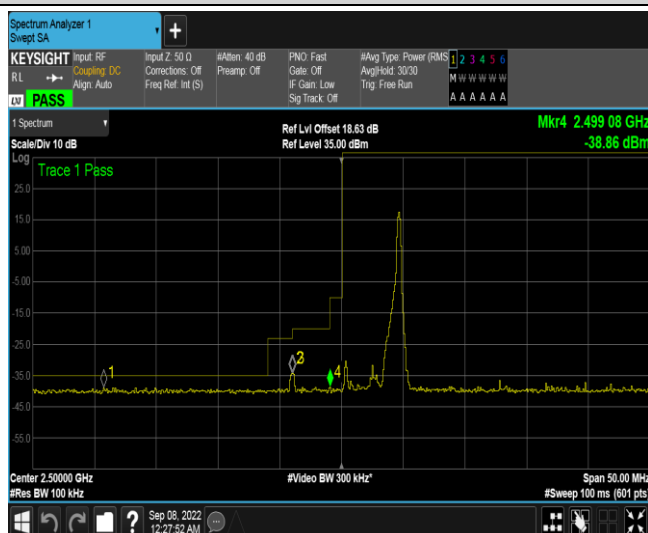 Spectrum Analyzer 1
Swept SA
KEYSIGHT
RL
LXI PASS
Input: RF
Coupling: DC
Align: Auto
Input Z: 50 Ω
Corrections: Off
Freq Ref: Int (S)
#Atten: 40 dB
Preamp: Off
PNO: Fast
Gate: Off
IF Gain: Low
Sig Track: Off
#Avg Type: Power (RMS
Avg|Hold: 30/30
Trig: Free Run
1 2 3 4 5 6
M W W W W W
A A A A A A
1 Spectrum
Scale/Div 10 dB
Ref Lvl Offset 18.63 dB
Ref Level 35.00 dBm
Mkr4 2.499 08 GHz
-38.86 dBm
Log
Trace 1 Pass
25.0
15.0
5.00
-5.00
-15.0
-25.0
-35.0
-45.0
-55.0
1
4
Center 2.50000 GHz
#Res BW 100 kHz
#Video BW 300 kHz*
Span 50.00 MHz
#Sweep 100 ms (601 pts)
?
Sep 08, 2022
12:27:52 AM